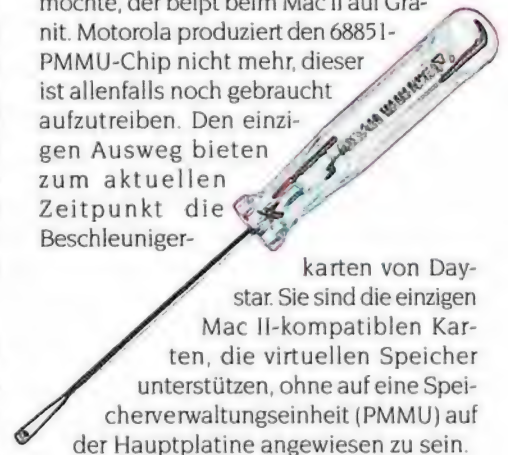 möchte, der beißt beim Mac II auf Gra-
nit. Motorola produziert den 68851-
PMMU-Chip nicht mehr, dieser
ist allenfalls noch gebraucht
aufzutreiben. Den einzi-
gen Ausweg bieten
zum aktuellen
Zeitpunkt die
Beschleuniger-
karten von Day-
star. Sie sind die einzigen
Mac II-kompatiblen Kar-
ten, die virtuellen Speicher
unterstützen, ohne auf eine Spei-
cherverwaltungseinheit (PMMU) auf
der Hauptplatine angewiesen zu sein.